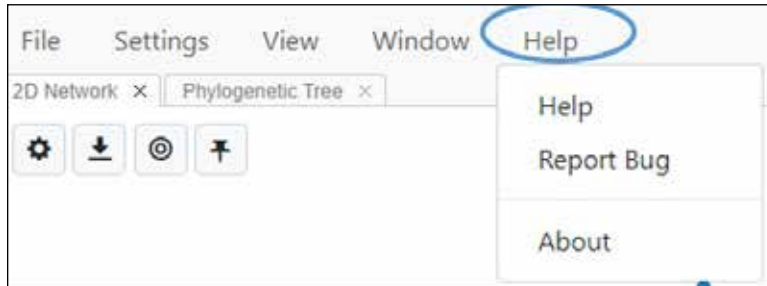 File Settings View Window Help
2D Network × Phylogenetic Tree ×
Help
Report Bug
About